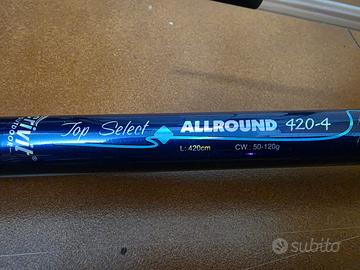 Top Select ALLROUND 420-4
L: 420cm CW.: 50-120g
subito